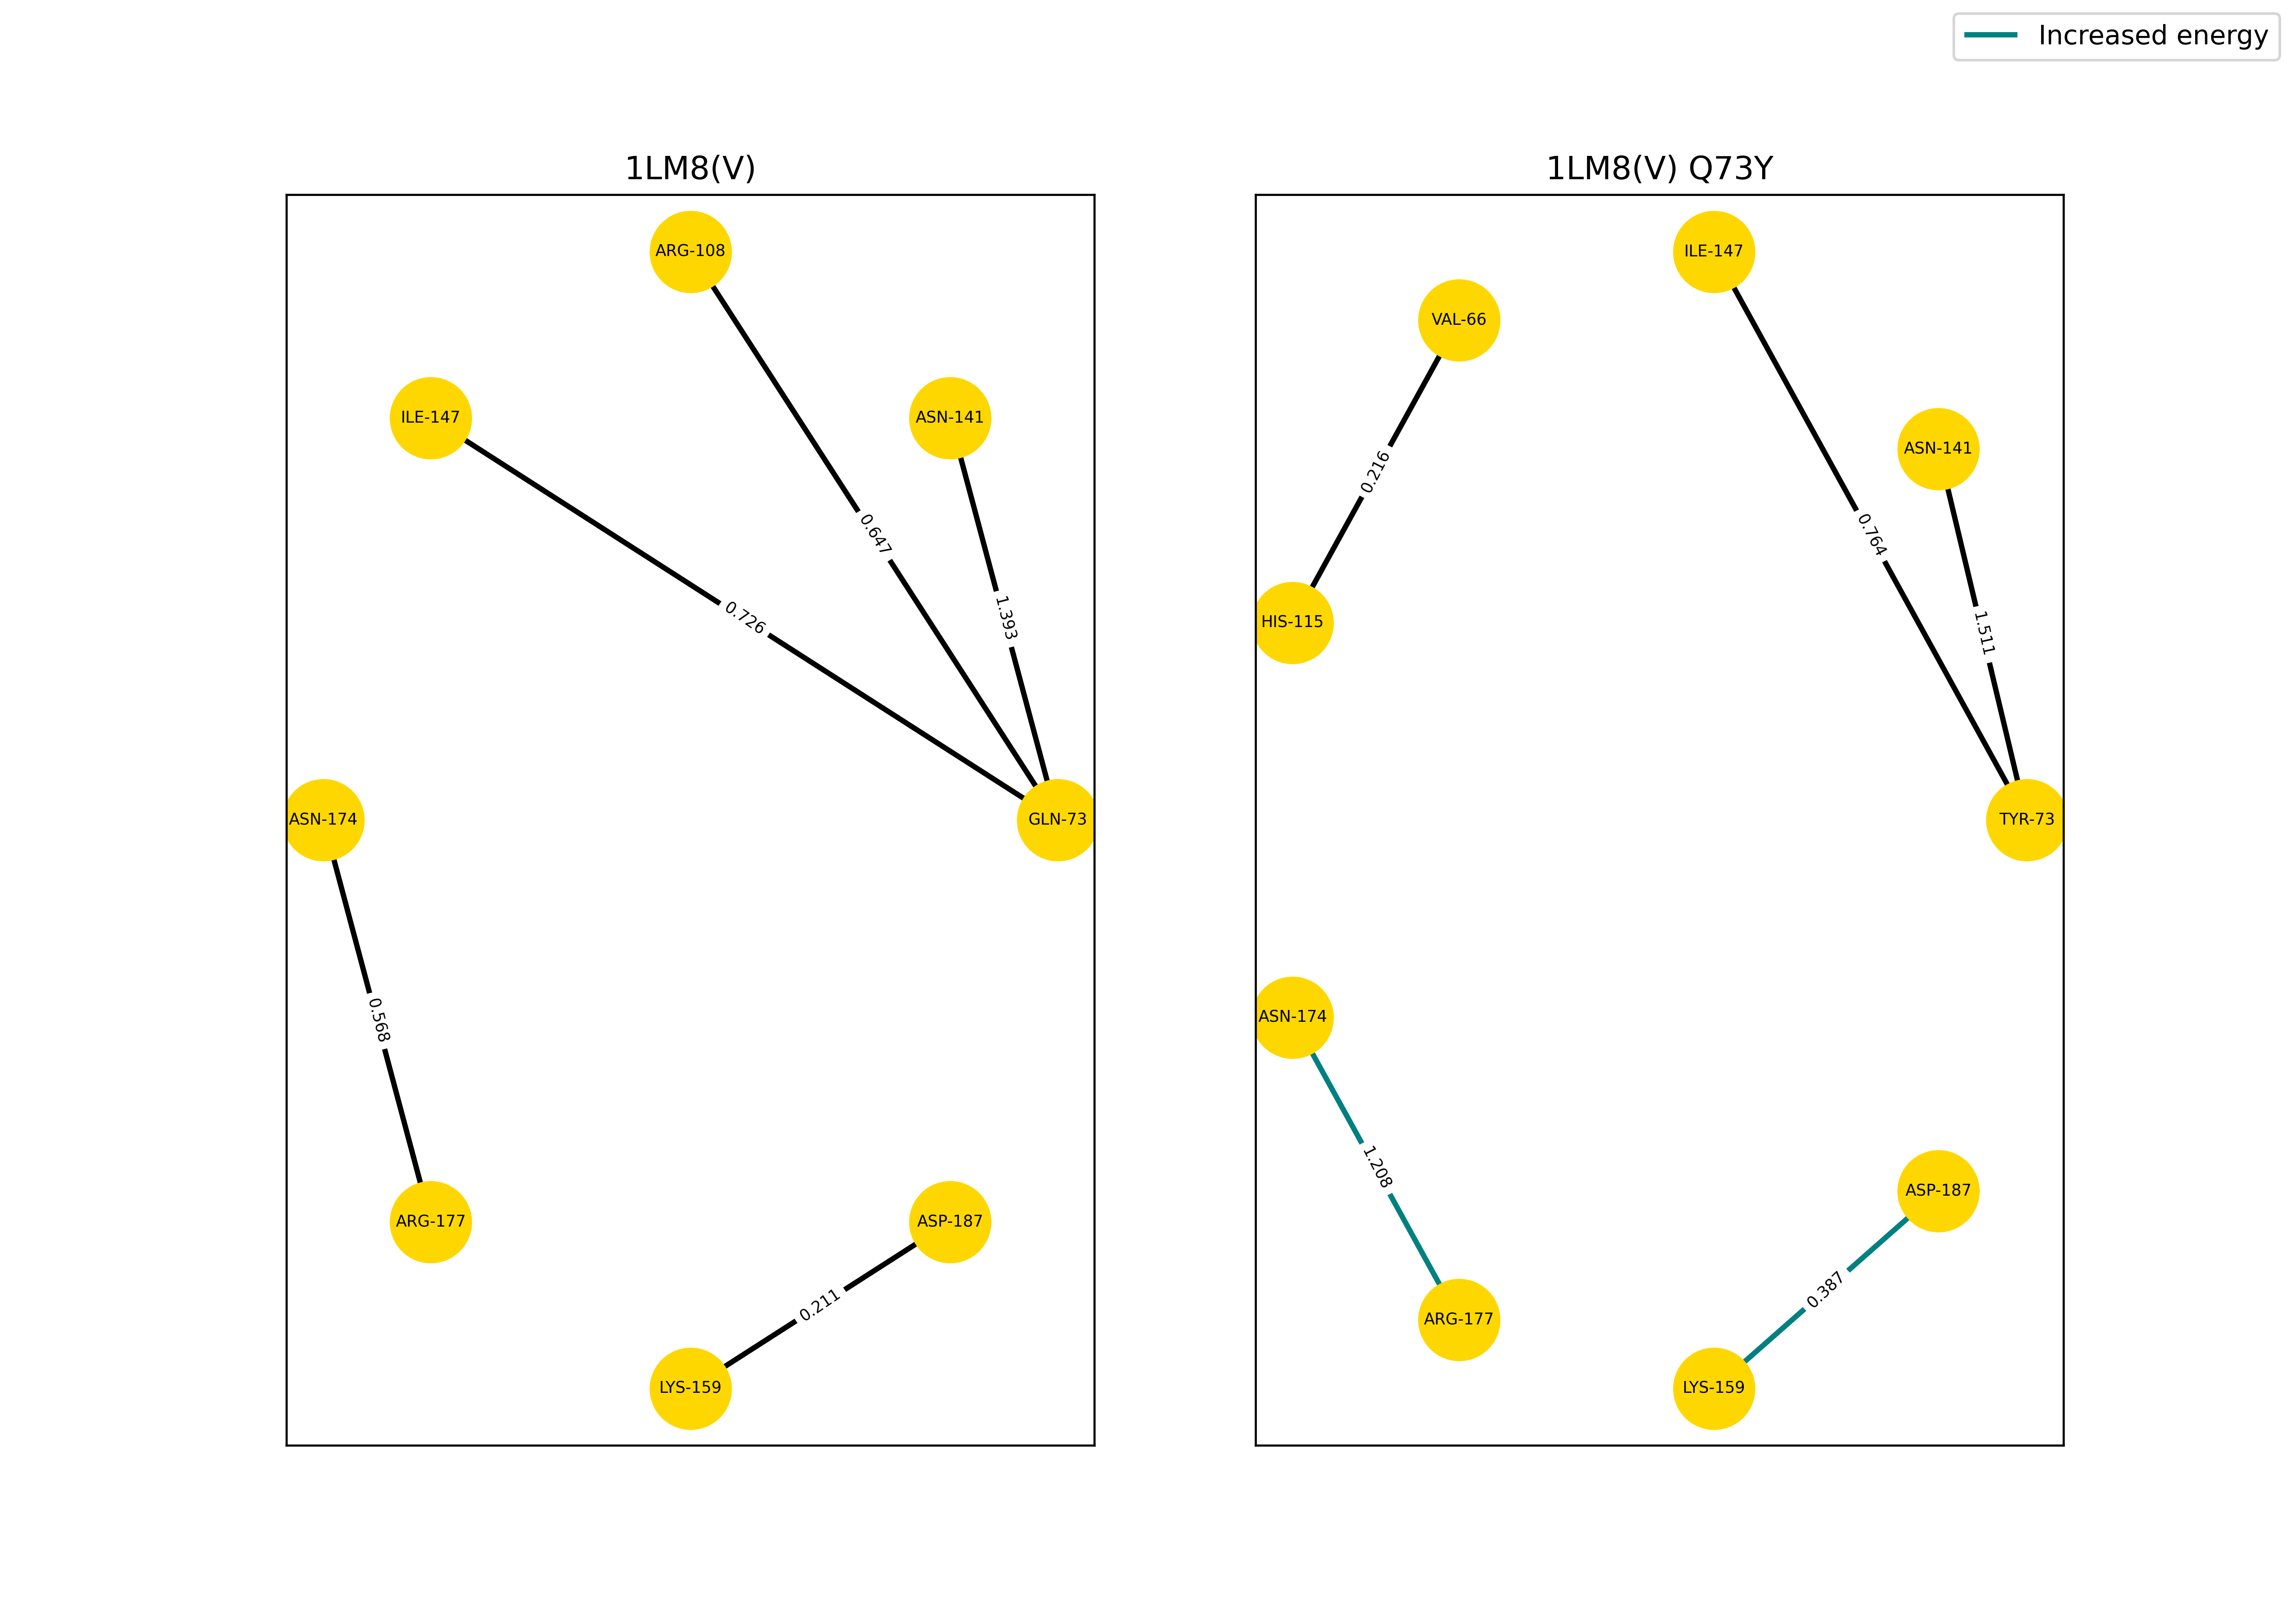 Increased energy
1LM8(V)
ARG-108
ILE-147
ASN-141
0.647
1.393
0.726
ASN-174
GLN-73
0.568
ARG-177
ASP-187
0.211
LYS-159
1LM8(V) Q73Y
ILE-147
VAL-66
ASN-141
0.216
0.764
HIS-115
1.511
TYR-73
ASN-174
1.208
ASP-187
0.387
ARG-177
LYS-159